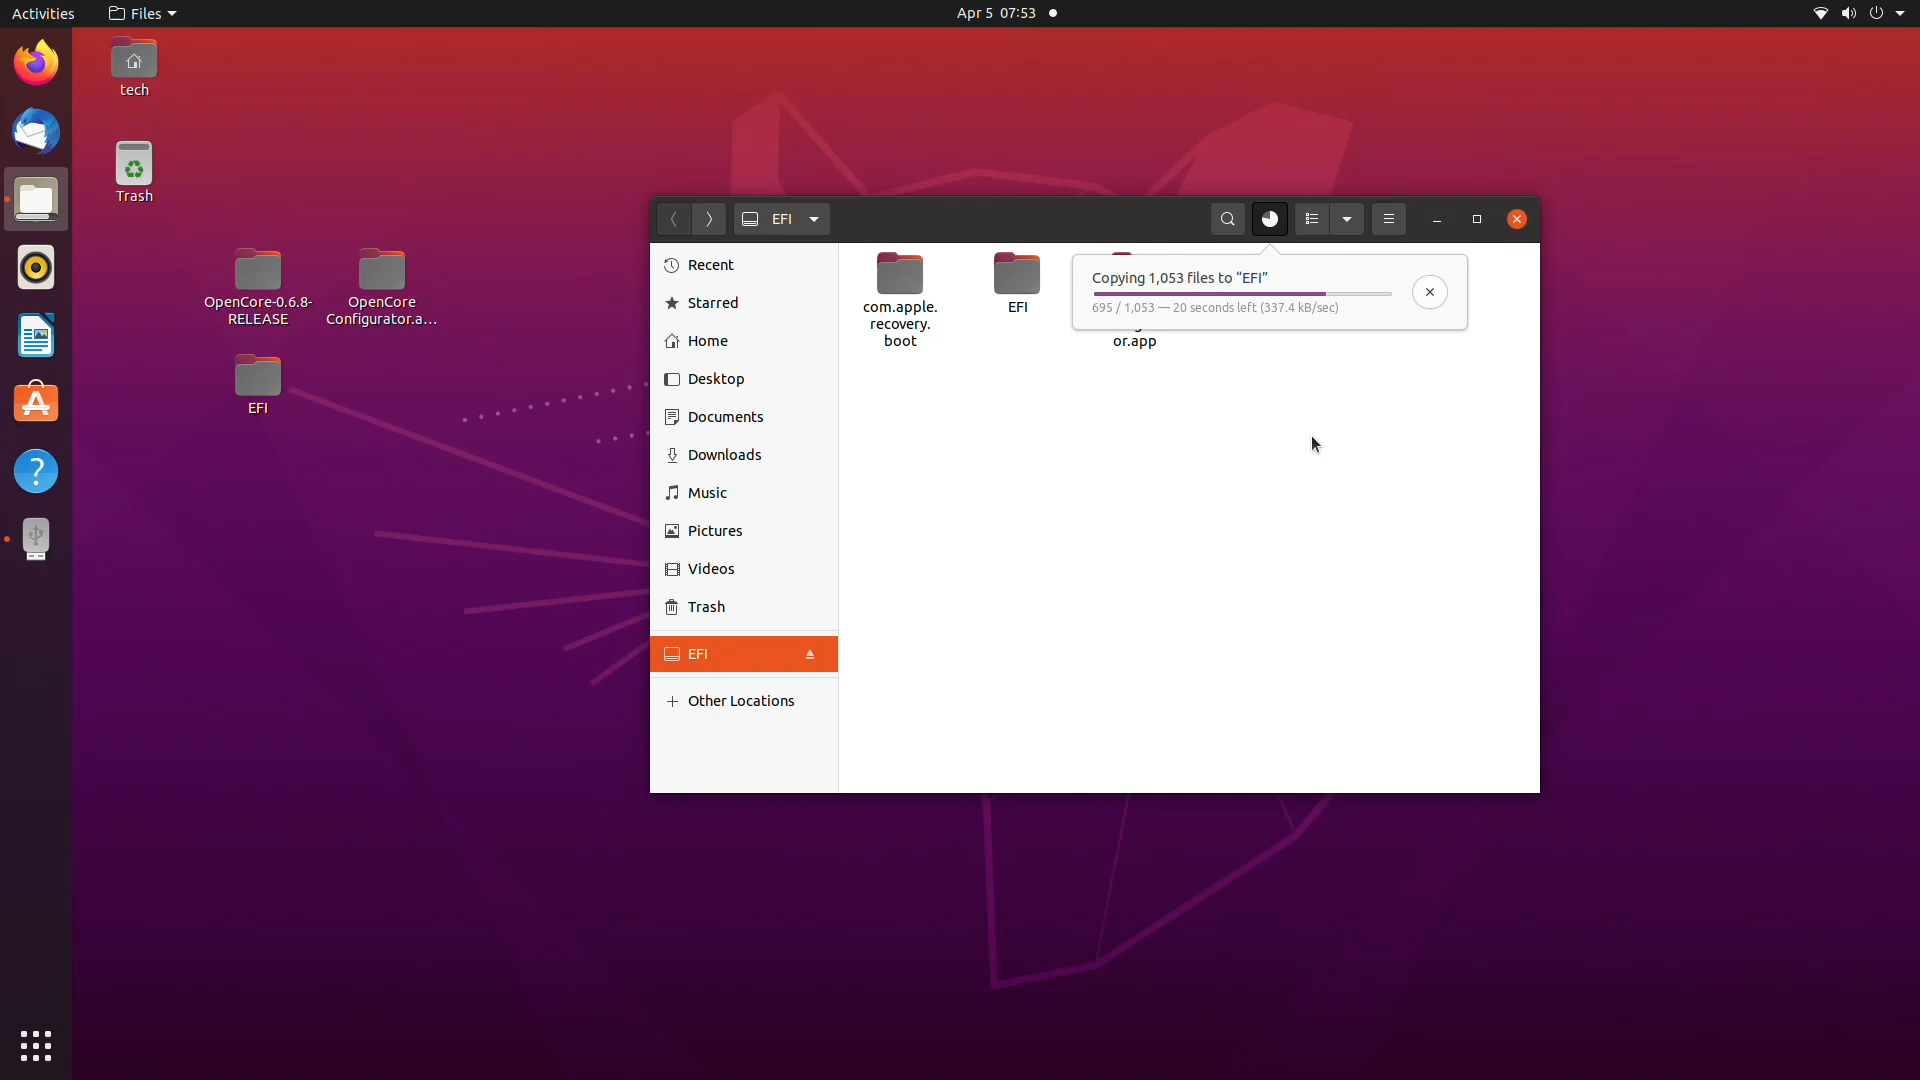 Activities
Files
Apr 5 07:53
tech
Trash
OpenCore-0.6.8-
RELEASE
OpenCore
Configurator.a...
EFI
EFI
Recent
Starred
Home
Desktop
Documents
Downloads
Music
Pictures
Videos
Trash
EFI
Other Locations
com.apple.
recovery.
boot
EFI
or.app
Copying 1,053 files to “EFI”
695 / 1,053 — 20 seconds left (337.4 kB/sec)